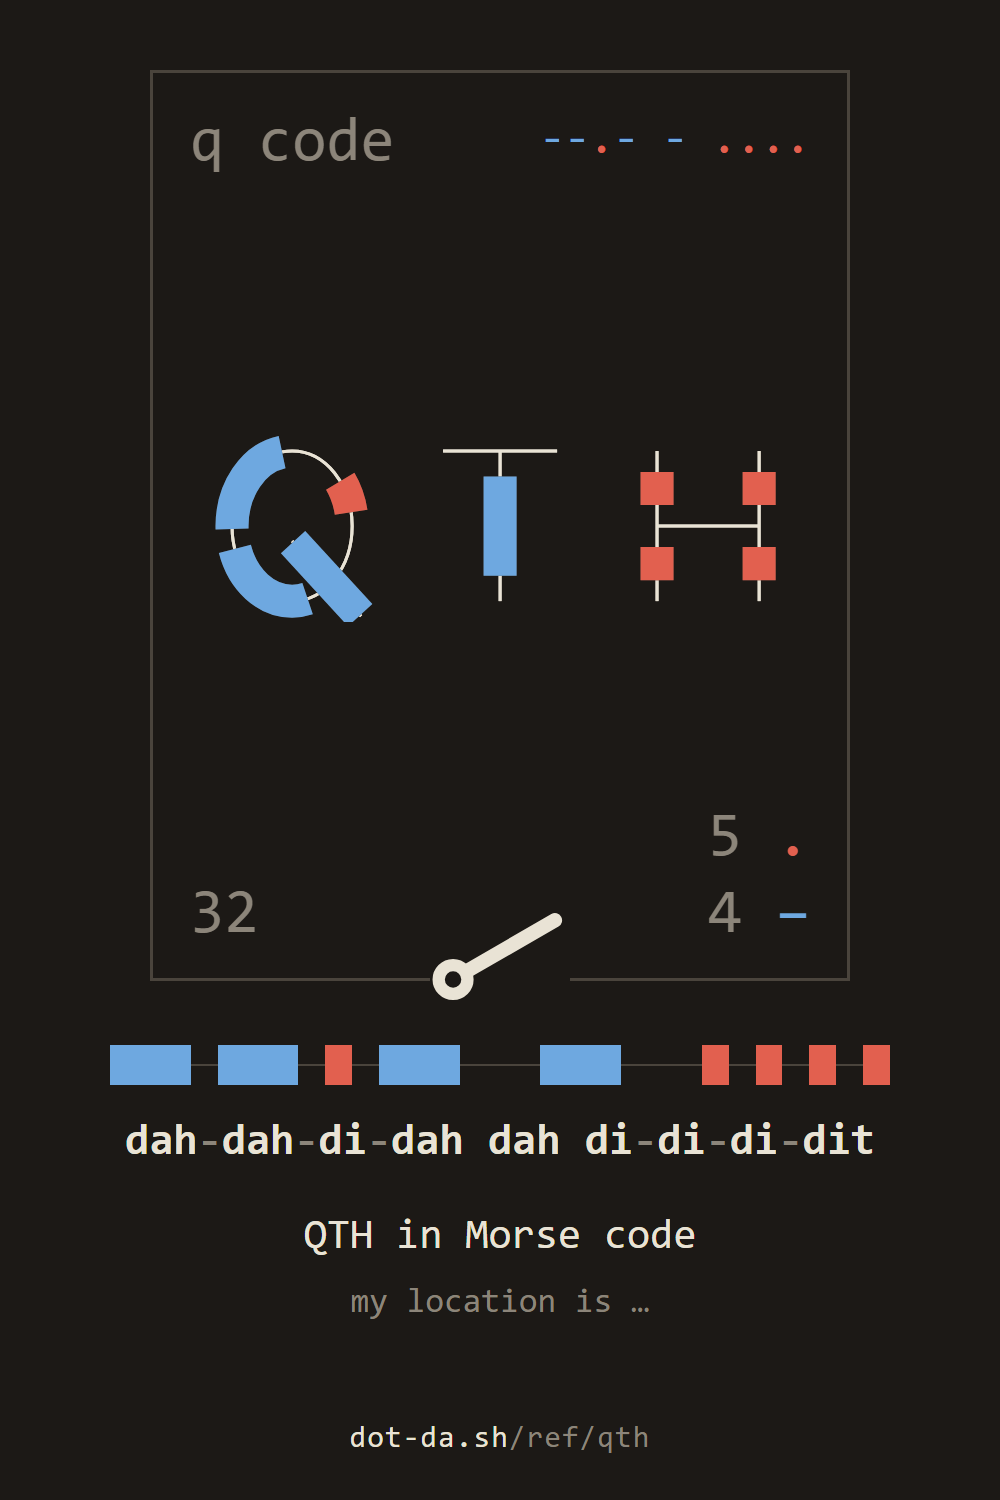 q code --.- - ....
QTH
5 .
32 4 -
dah-dah-di-dah dah di-di-di-dit
QTH in Morse code
my location is …
dot-da.sh/ref/qth